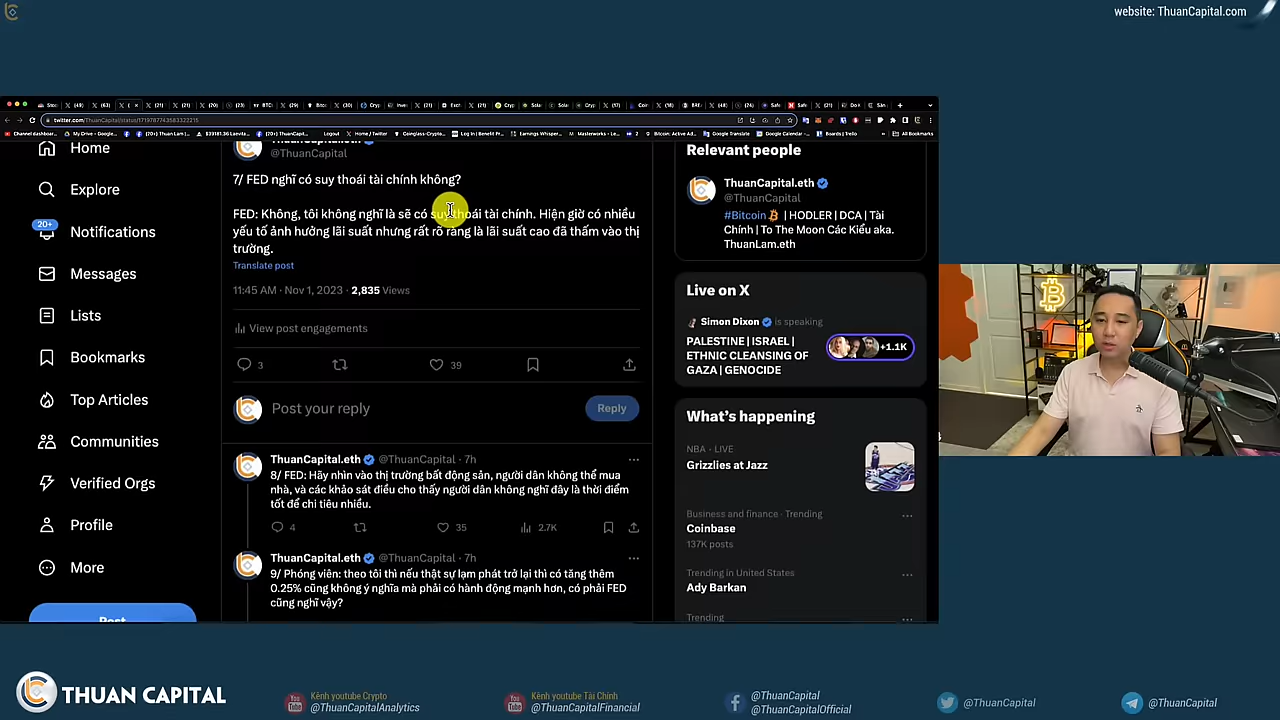 website: ThuanCapital.com
twitter.com/ThuanCapital/status/1719787743583322215
Home
Explore
20+
Notifications
Messages
Lists
Bookmarks
Top Articles
Communities
Verified Orgs
Profile
More
Post
@ThuanCapital
7/ FED nghĩ có suy thoái tài chính không?
FED: Không, tôi không nghĩ là sẽ có suy thoái tài chính. Hiện giờ có nhiều
yếu tố ảnh hưởng lãi suất nhưng rất rõ ràng là lãi suất cao đã thấm vào thị
trường.
Translate post
11:45 AM · Nov 1, 2023 · 2,835 Views
View post engagements
3
39
Post your reply
Reply
ThuanCapital.eth @ThuanCapital · 7h
8/ FED: Hãy nhìn vào thị trường bất động sản, người dân không thể mua
nhà, và các khảo sát điều cho thấy người dân không nghĩ đây là thời điểm
tốt để chi tiêu nhiều.
4
35
2.7K
ThuanCapital.eth @ThuanCapital · 7h
9/ Phóng viên: theo tôi thì nếu thật sự lạm phát trở lại thì có tăng thêm
0.25% cũng không ý nghĩa mà phải có hành động mạnh hơn, có phải FED
cũng nghĩ vậy?
Relevant people
ThuanCapital.eth
@ThuanCapital
#Bitcoin | HODLER | DCA | Tài
Chính | To The Moon Các Kiểu aka.
ThuanLam.eth
Live on X
Simon Dixon is speaking
PALESTINE | ISRAEL |
ETHNIC CLEANSING OF
GAZA | GENOCIDE
+1.1K
What's happening
NBA · LIVE
Grizzlies at Jazz
Business and finance · Trending
Coinbase
137K posts
Trending in United States
Ady Barkan
Trending
THUAN CAPITAL
Kênh youtube Crypto
@ThuanCapitalAnalytics
Kênh youtube Tài Chính
@ThuanCapitalFinancial
@ThuanCapital
@ThuanCapitalOfficial
@ThuanCapital
@ThuanCapital